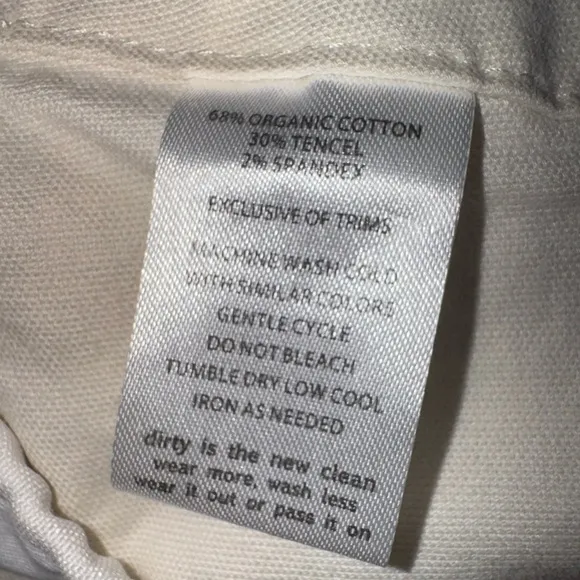 68% ORGANIC COTTON
30% TENCEL
2% SPANDEX
EXCLUSIVE OF TRIMS
MACHINE WASH COLD
WITH SIMILAR COLORS
GENTLE CYCLE
DO NOT BLEACH
TUMBLE DRY LOW COOL
IRON AS NEEDED
dirty is the new clean
wear more, wash less
wear it out or pass it on